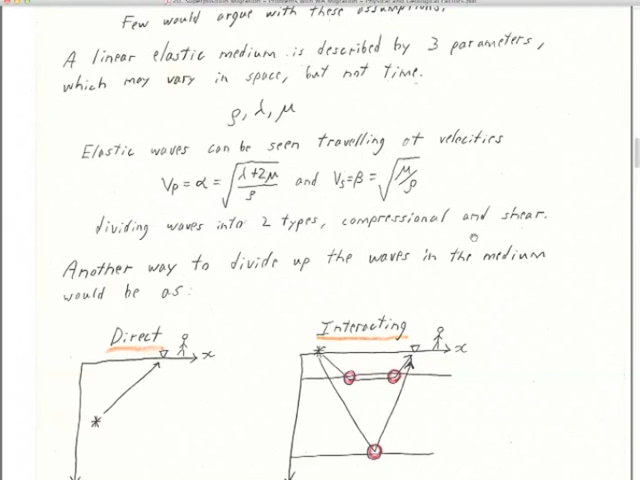 Few would argue with these assumptions.
A linear elastic medium is described by 3 parameters,
which may vary in space, but not time.
ρ, λ, μ
Elastic waves can be seen travelling at velocities
Vp = α = √((λ+2μ)/ρ) and Vs = β = √(μ/ρ)
dividing waves into 2 types, compressional and shear.
Another way to divide up the waves in the medium
would be as:
Direct
Interacting
x
x